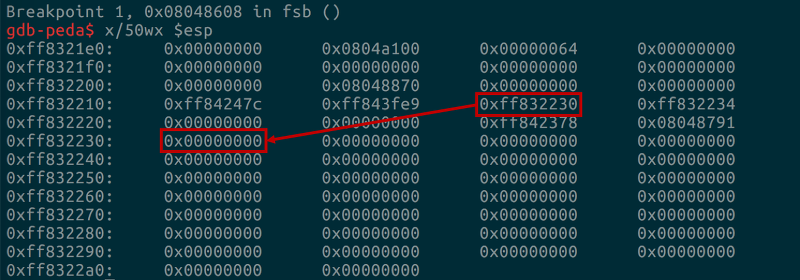 Breakpoint 1, 0x08048608 in fsb ()
gdb-peda$ x/50wx $esp
0xff8321e0: 0x00000000 0x0804a100 0x00000064 0x00000000
0xff8321f0: 0x00000000 0x00000000 0x00000000 0x00000000
0xff832200: 0x00000000 0x08048870 0x00000000 0x00000000
0xff832210: 0xff84247c 0xff843fe9 0xff832230 0xff832234
0xff832220: 0x00000000 0x00000000 0xff842378 0x08048791
0xff832230: 0x00000000 0x00000000 0x00000000 0x00000000
0xff832240: 0x00000000 0x00000000 0x00000000 0x00000000
0xff832250: 0x00000000 0x00000000 0x00000000 0x00000000
0xff832260: 0x00000000 0x00000000 0x00000000 0x00000000
0xff832270: 0x00000000 0x00000000 0x00000000 0x00000000
0xff832280: 0x00000000 0x00000000 0x00000000 0x00000000
0xff832290: 0x00000000 0x00000000 0x00000000 0x00000000
0xff8322a0: 0x00000000 0x00000000